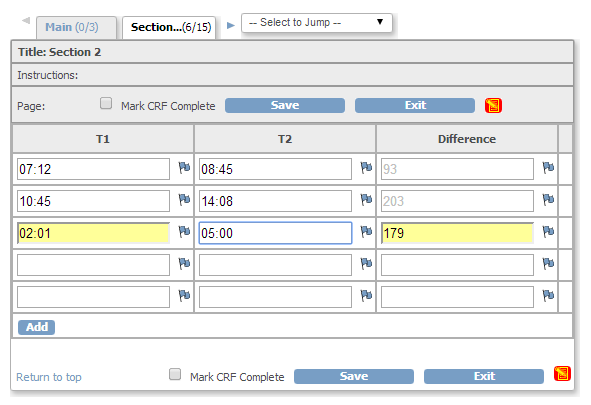 Main (0/3) Section...(6/15) -- Select to Jump --
Title: Section 2
Instructions:
Page: Mark CRF Complete Save Exit
T1 T2 Difference
07:12 08:45 93
10:45 14:08 203
02:01 05:00 179
Add
Return to top Mark CRF Complete Save Exit